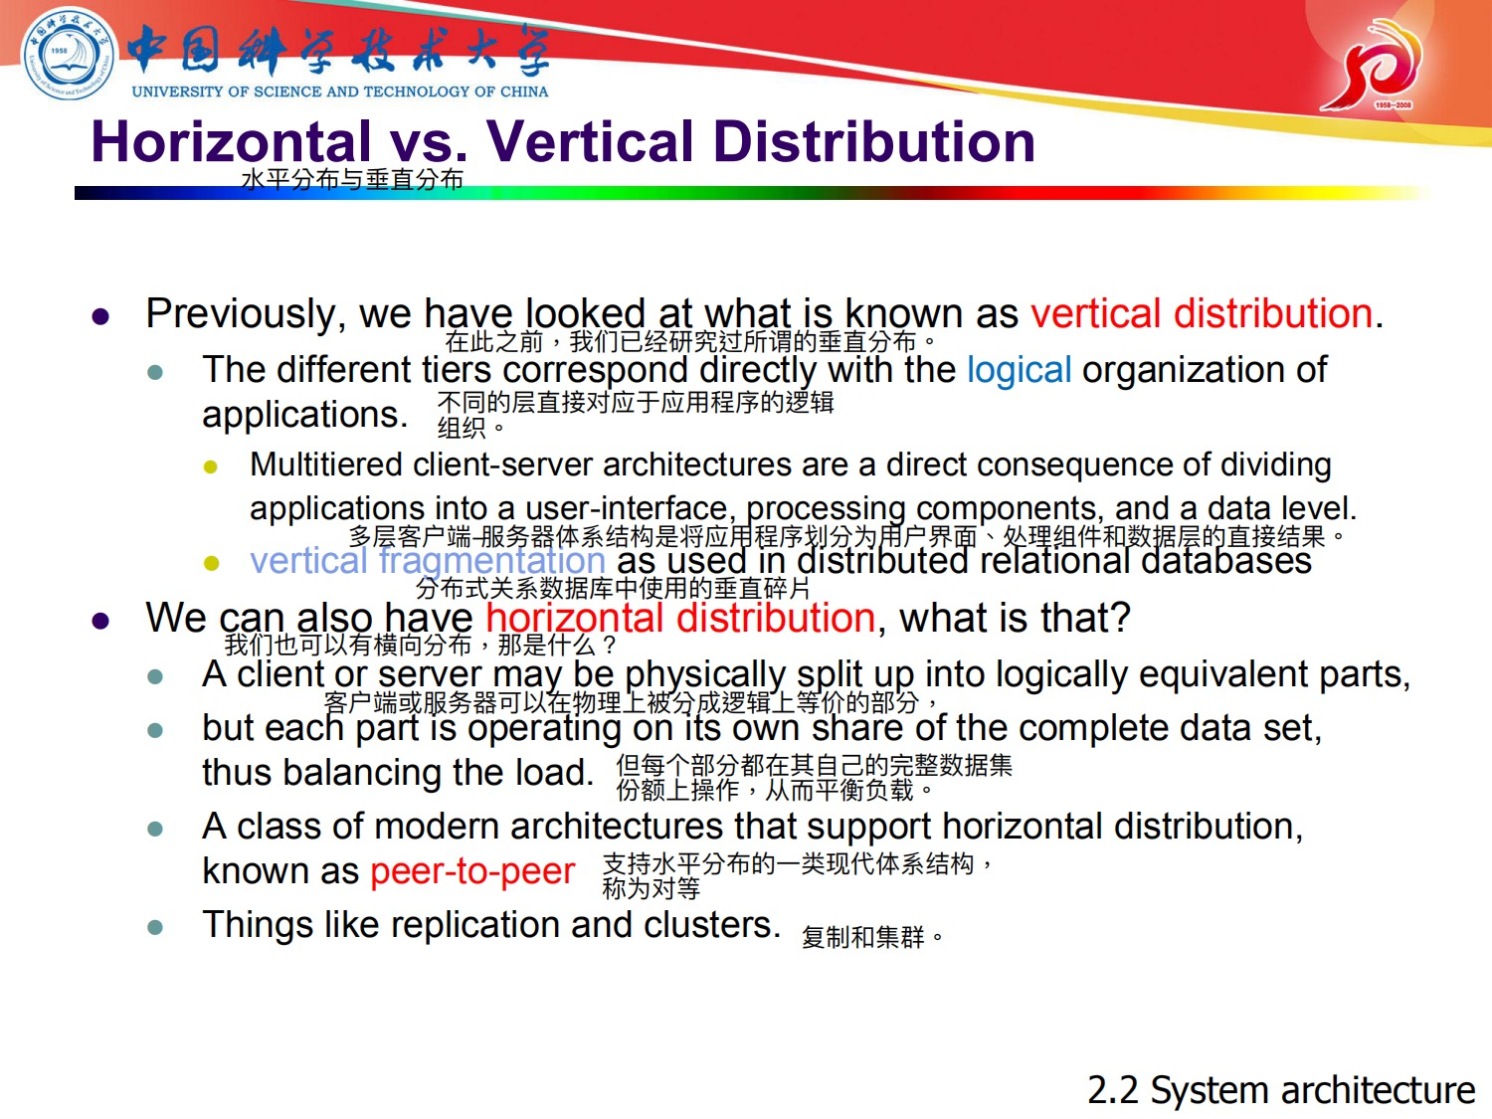 中国科学技术大学
UNIVERSITY OF SCIENCE AND TECHNOLOGY OF CHINA
1958
1958-2008
Horizontal vs. Vertical Distribution
水平分布与垂直分布
Previously, we have looked at what is known as vertical distribution.
在此之前，我们已经研究过所谓的垂直分布。
The different tiers correspond directly with the logical organization of
applications.
不同的层直接对应于应用程序的逻辑
组织。
Multitiered client-server architectures are a direct consequence of dividing
applications into a user-interface, processing components, and a data level.
多层客户端-服务器体系结构是将应用程序划分为用户界面、处理组件和数据层的直接结果。
vertical fragmentation as used in distributed relational databases
分布式关系数据库中使用的垂直碎片
We can also have horizontal distribution, what is that?
我们也可以有横向分布，那是什么？
A client or server may be physically split up into logically equivalent parts,
客户端或服务器可以在物理上被分成逻辑上等价的部分，
but each part is operating on its own share of the complete data set,
thus balancing the load.
但每个部分都在其自己的完整数据集
份额上操作，从而平衡负载。
A class of modern architectures that support horizontal distribution,
known as peer-to-peer
支持水平分布的一类现代体系结构，
称为对等
Things like replication and clusters.
复制和集群。
2.2 System architecture